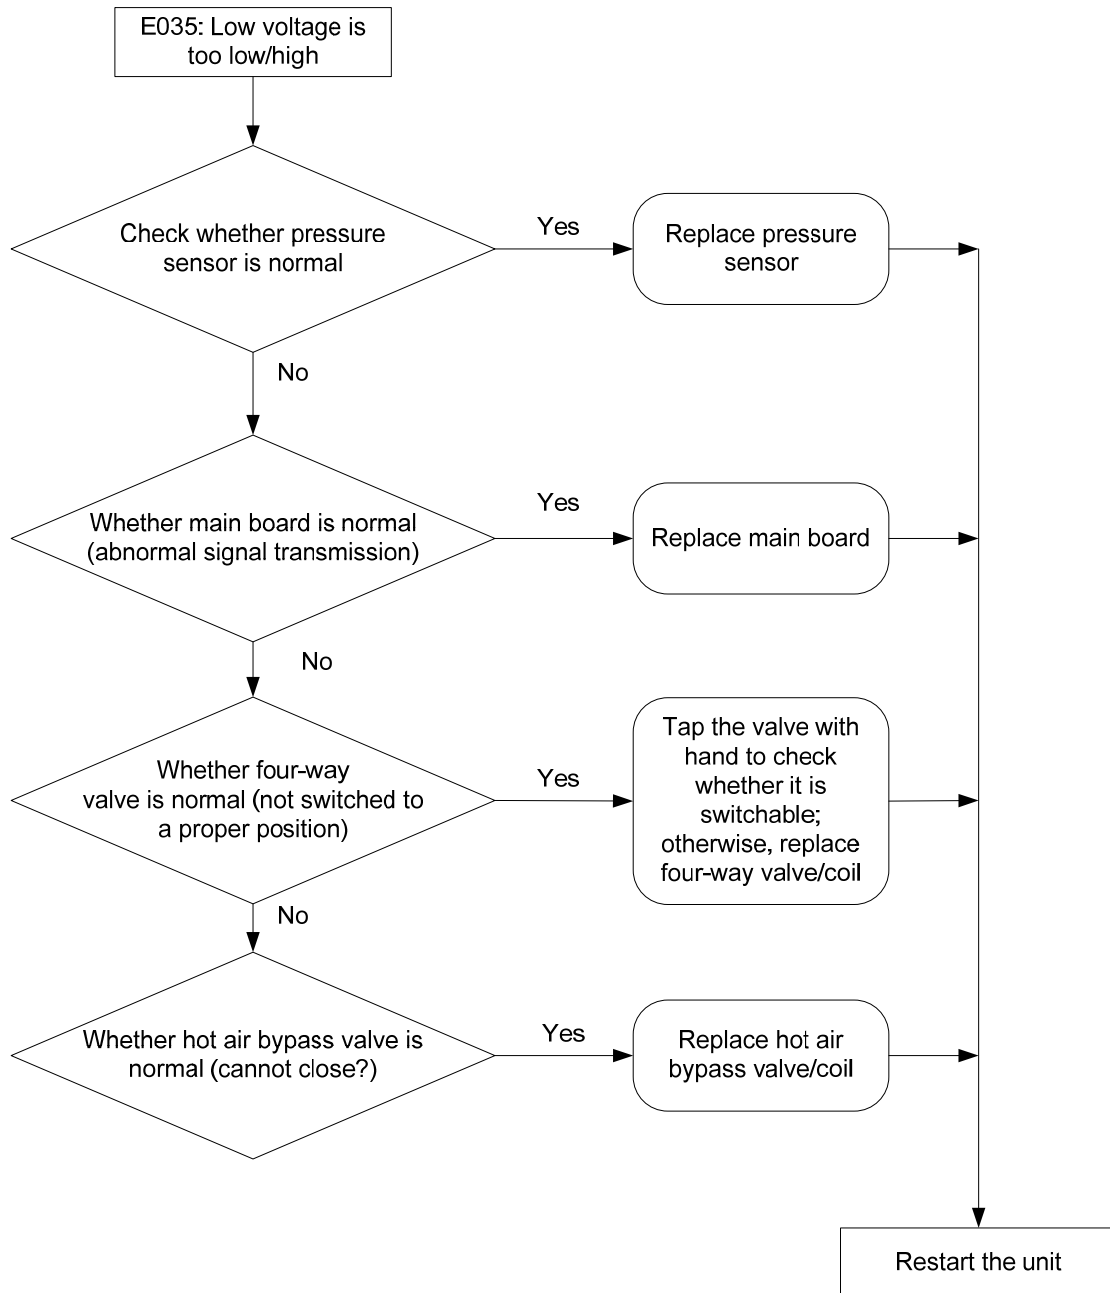 E035: Low voltage is
too low/high
Check whether pressure
sensor is normal
Yes
Replace pressure
sensor
No
Whether main board is normal
(abnormal signal transmission)
Yes
Replace main board
No
Whether four-way
valve is normal (not switched to
a proper position)
Yes
Tap the valve with
hand to check
whether it is
switchable;
otherwise, replace
four-way valve/coil
No
Whether hot air bypass valve is
normal (cannot close?)
Yes
Replace hot air
bypass valve/coil
Restart the unit